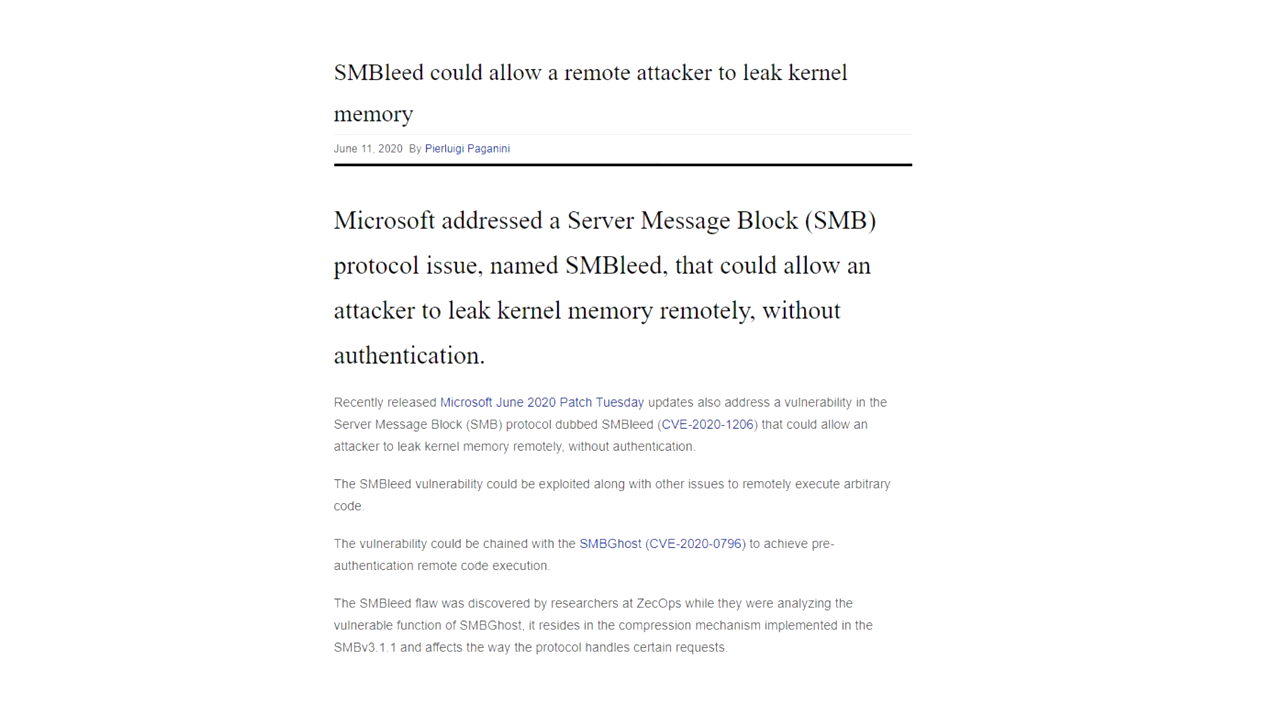 SMBleed could allow a remote attacker to leak kernel
memory
June 11, 2020 By Pierluigi Paganini
Microsoft addressed a Server Message Block (SMB)
protocol issue, named SMBleed, that could allow an
attacker to leak kernel memory remotely, without
authentication.
Recently released Microsoft June 2020 Patch Tuesday updates also address a vulnerability in the
Server Message Block (SMB) protocol dubbed SMBleed (CVE-2020-1206) that could allow an
attacker to leak kernel memory remotely, without authentication.
The SMBleed vulnerability could be exploited along with other issues to remotely execute arbitrary
code.
The vulnerability could be chained with the SMBGhost (CVE-2020-0796) to achieve pre-
authentication remote code execution.
The SMBleed flaw was discovered by researchers at ZecOps while they were analyzing the
vulnerable function of SMBGhost, it resides in the compression mechanism implemented in the
SMBv3.1.1 and affects the way the protocol handles certain requests.